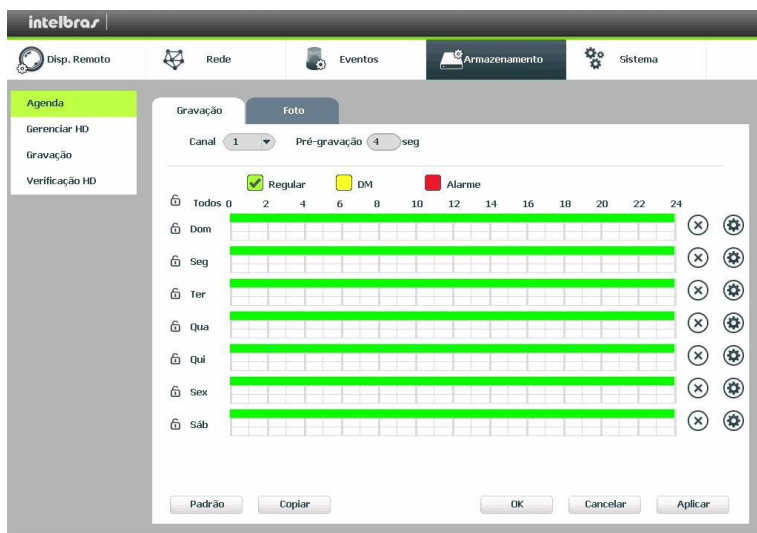 intelbras
Disp. Remoto Rede Eventos Armazenamento Sistema
Agenda
Gerenciar HD
Gravação
Verificação HD
Gravação Foto
Canal 1 Pré-gravação 4 seg
Regular DM Alarme
Todos 0 2 4 6 8 10 12 14 16 18 20 22 24
Dom
Seg
Ter
Qua
Qui
Sex
Sáb
Padrão Copiar OK Cancelar Aplicar